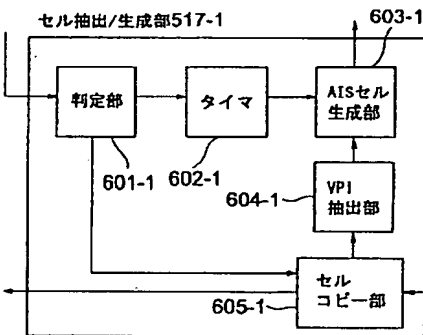 セル抽出/生成部517-1
603-1
判定部
タイマ
AISセル
生成部
601-1
602-1
604-1
VPI
抽出部
セル
コピー部
605-1